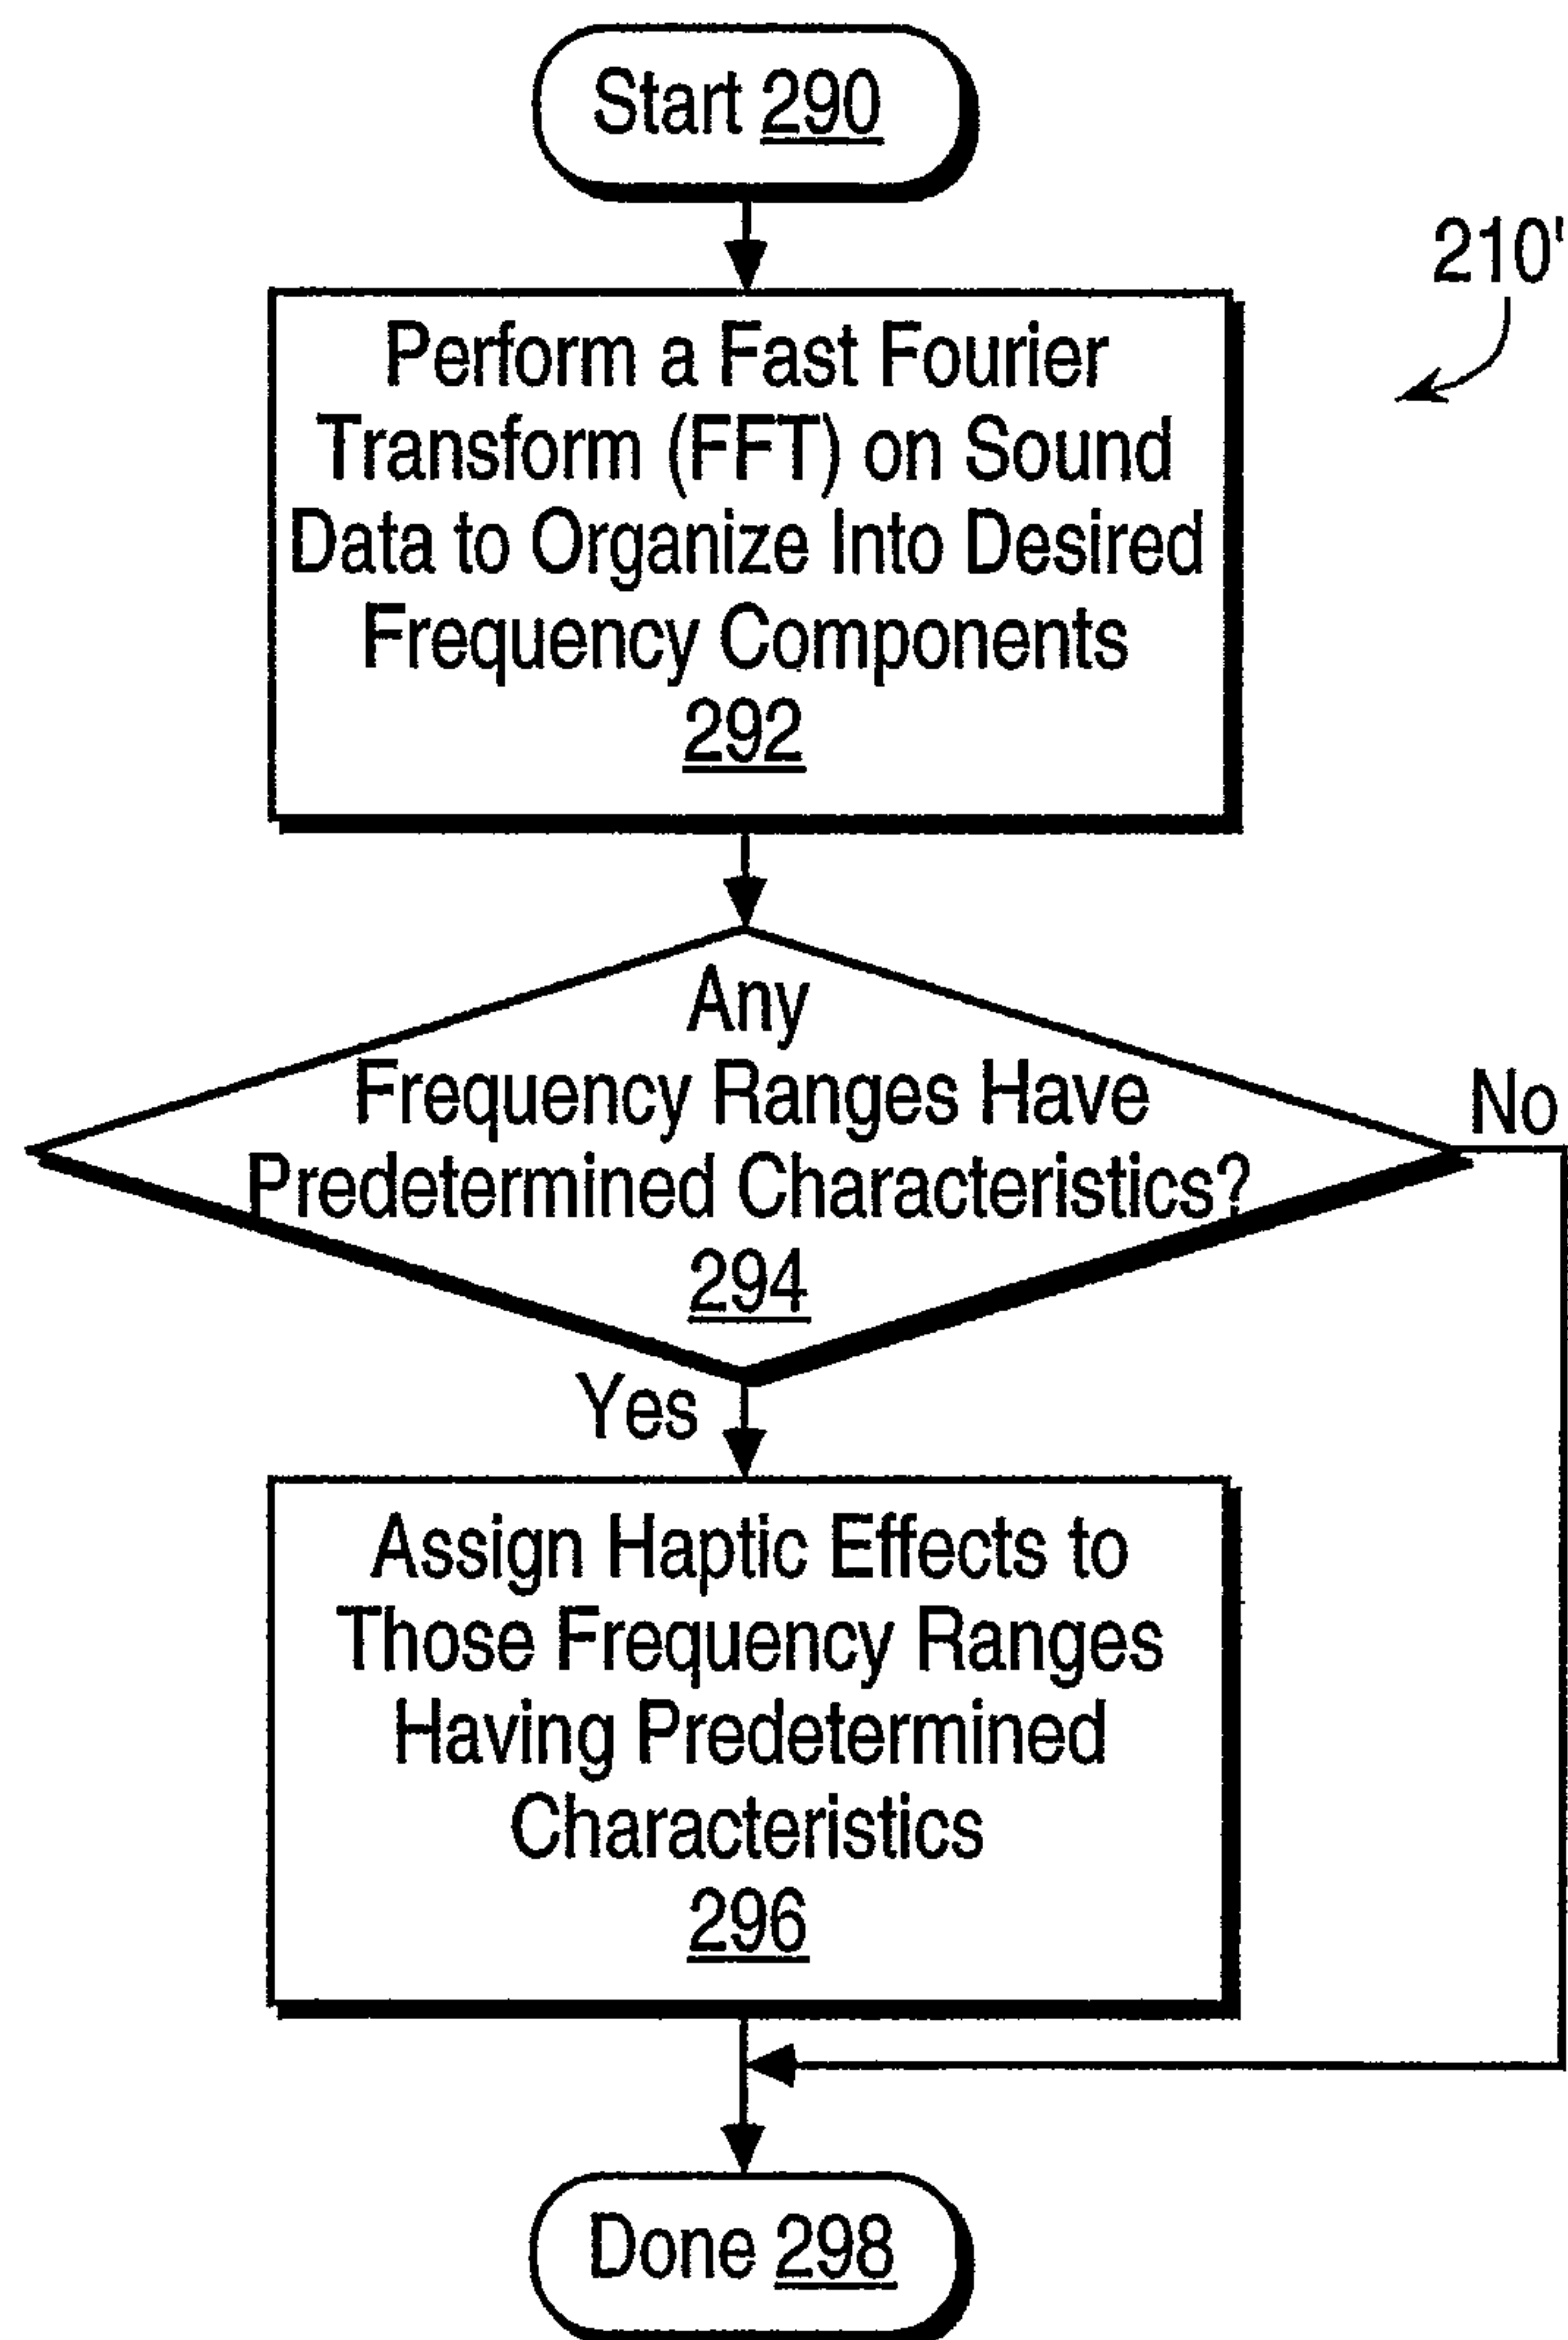 Start 290
210'
Perform a Fast Fourier
Transform (FFT) on Sound
Data to Organize Into Desired
Frequency Components
292
Any
Frequency Ranges Have
Predetermined Characteristics?
294
No
Yes
Assign Haptic Effects to
Those Frequency Ranges
Having Predetermined
Characteristics
296
Done 298